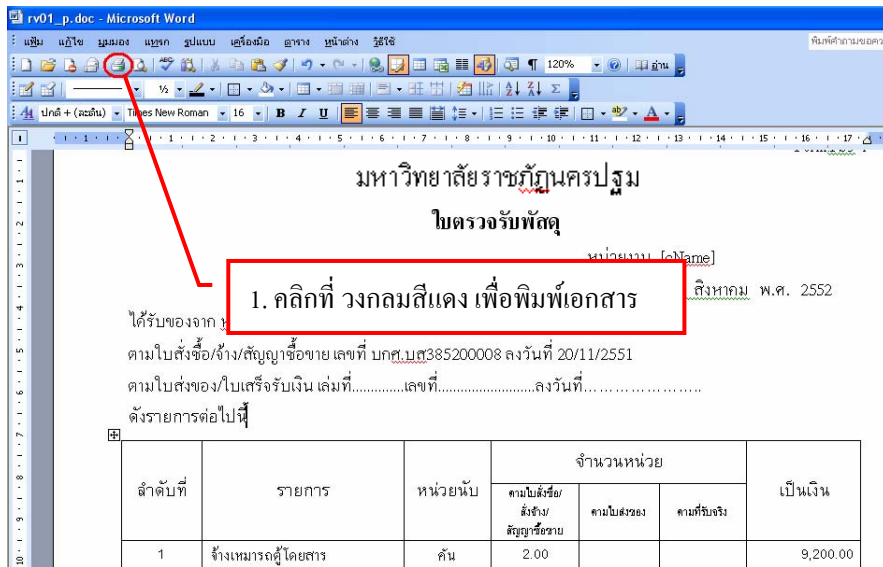 rv01_p.doc - Microsoft Word
แฟ้ม แก้ไข มุมมอง แทรก รูปแบบ เครื่องมือ ตาราง หน้าต่าง วิธีใช้ พิมพ์คำถามขอคว
120% อ่าน
½
ปกติ + (ละติน) Times New Roman 16 B I U
มหาวิทยาลัยราชภัฏนครปฐม
ใบตรวจรับพัสดุ
หน่วยงาน [oName]
สิงหาคม พ.ศ. 2552
1. คลิกที่ วงกลมสีแดง เพื่อพิมพ์เอกสาร
ได้รับของจาก
ตามใบสั่งซื้อ/จ้าง/สัญญาซื้อขาย เลขที่ บกศ.บส385200008 ลงวันที่ 20/11/2551
ตามใบส่งของ/ใบเสร็จรับเงิน เล่มที่.............เลขที่........................ลงวันที่........................
ดังรายการต่อไปนี้
ลำดับที่ รายการ หน่วยนับ จำนวนหน่วย เป็นเงิน
ตามใบสั่งซื้อ/ ตามใบส่งของ ตามที่รับจริง
สั่งจ้าง/
สัญญาซื้อขาย
1 จ้างเหมารถตู้โดยสาร คัน 2.00 9,200.00